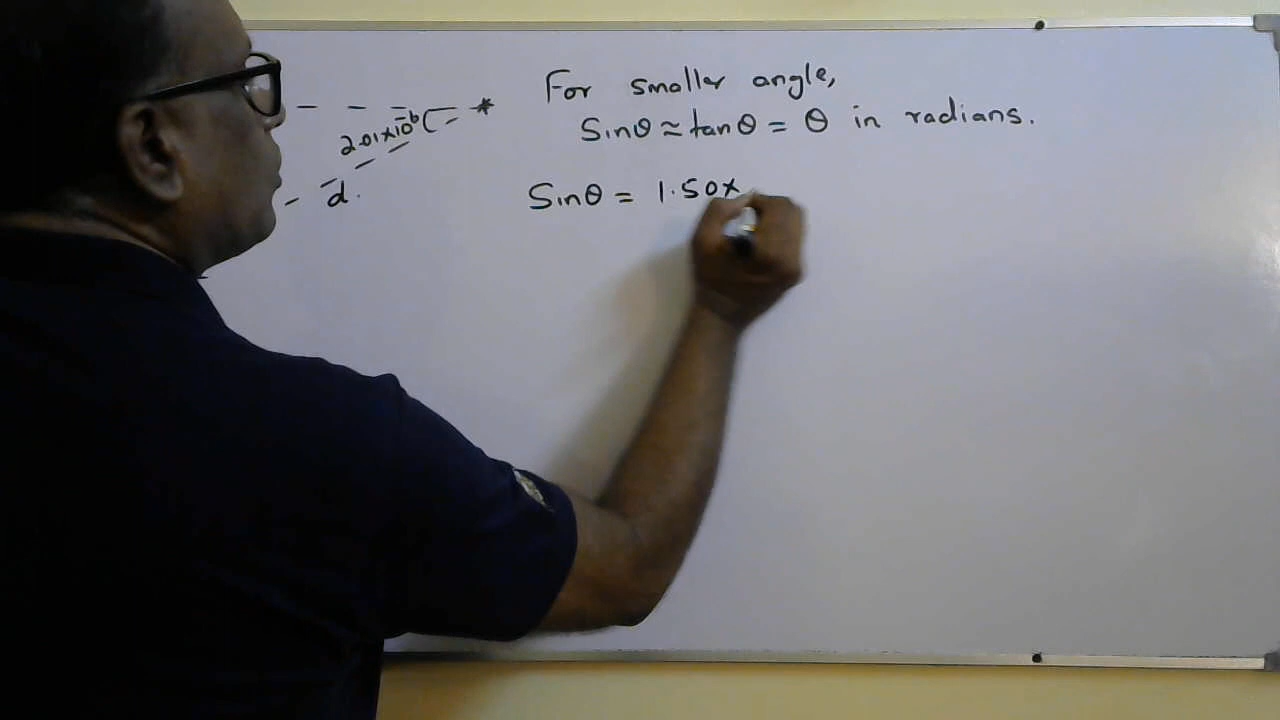 For smaller angle,
Sinθ ≈ tanθ = θ in radians.
2.01×10⁻⁶
d.
Sinθ = 1.50×